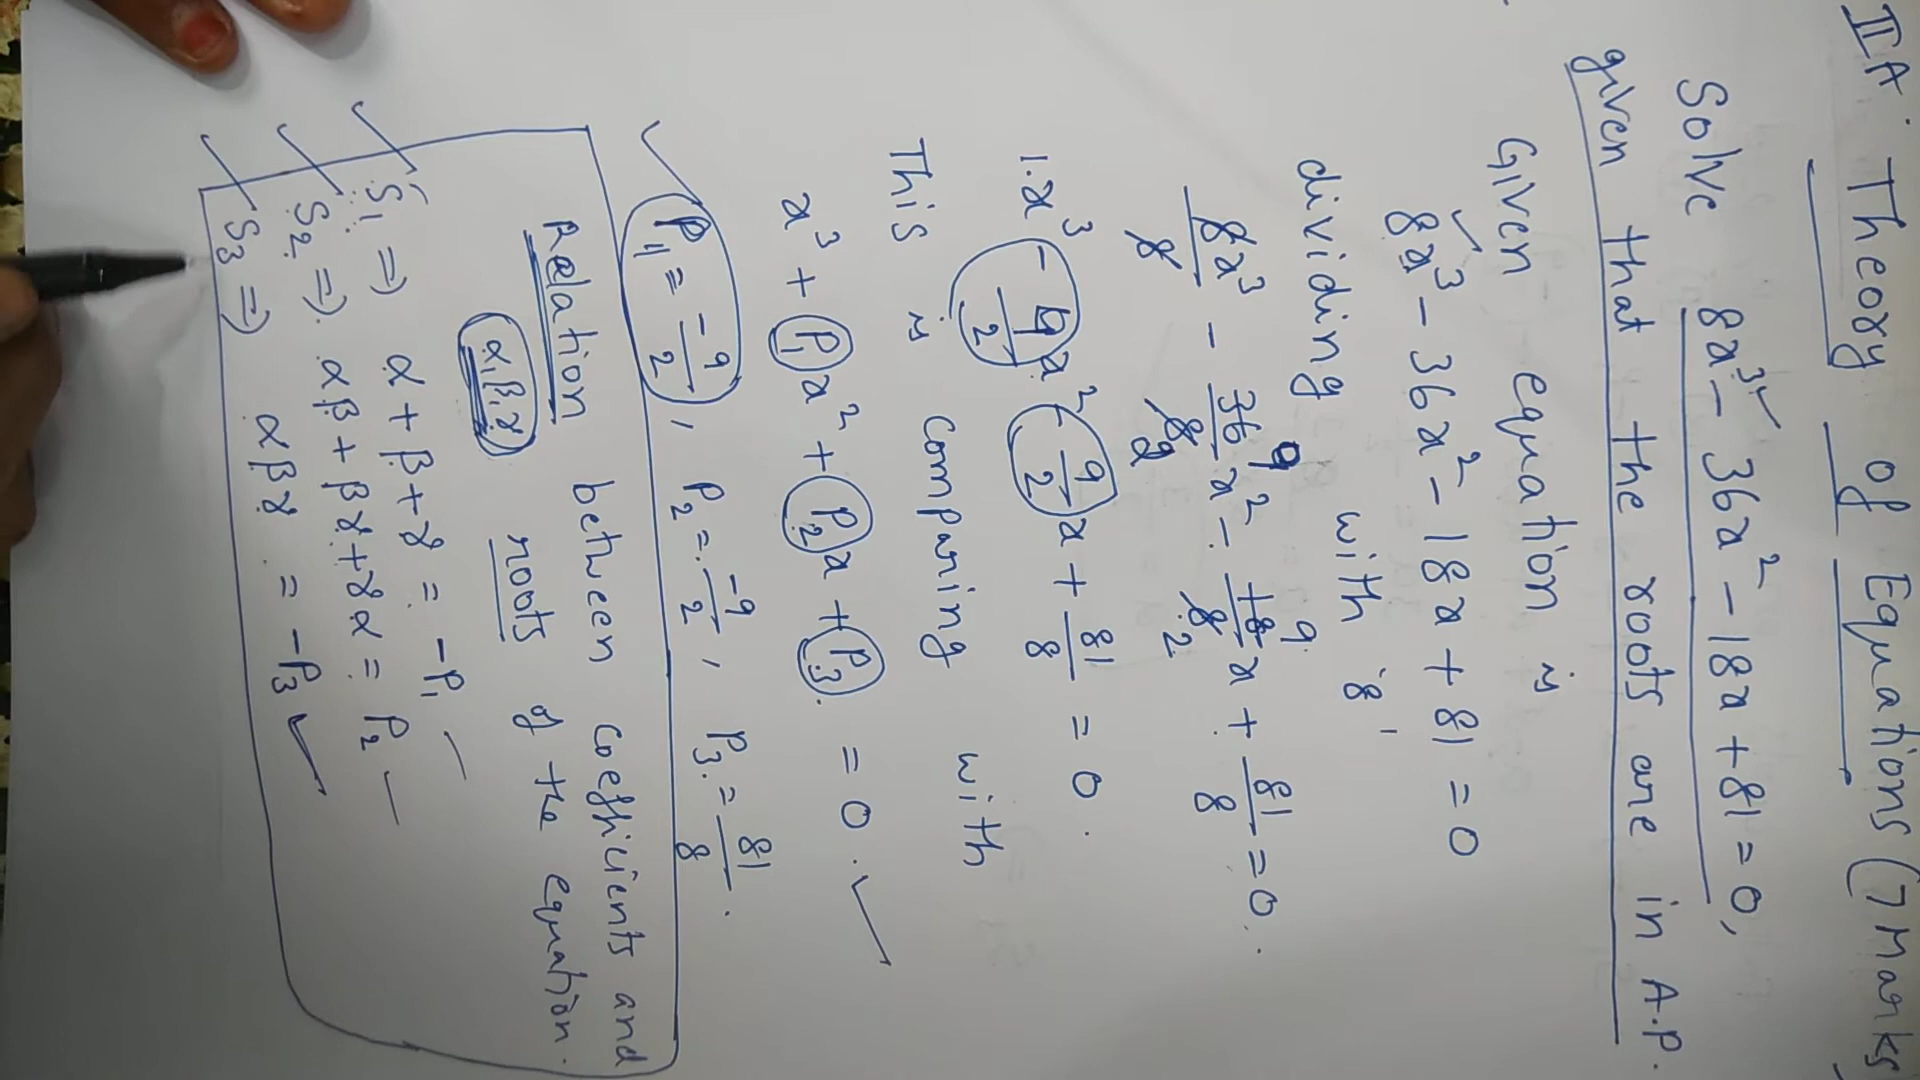 IIA. Theory of Equations (7 Marks)
Solve 8x³ - 36x² - 18x + 81 = 0,
given that the roots are in A.P.
Given equation is
8x³ - 36x² - 18x + 81 = 0
dividing with '8'
8x³/8 - 36/8 x² - 18/8 x + 81/8 = 0.
1.x³ - 9/2 x² - 9/2 x + 81/8 = 0.
This is comparing with
x³ + P₁x² + P₂x + P₃ = 0.
P₁ = -9/2, P₂ = -9/2, P₃ = 81/8.
Relation between coefficients and
α,β,γ roots of the equation.
S₁ ⇒ α + β + γ = -P₁
S₂ ⇒ αβ + βγ + γα = P₂
S₃ ⇒ αβγ = -P₃